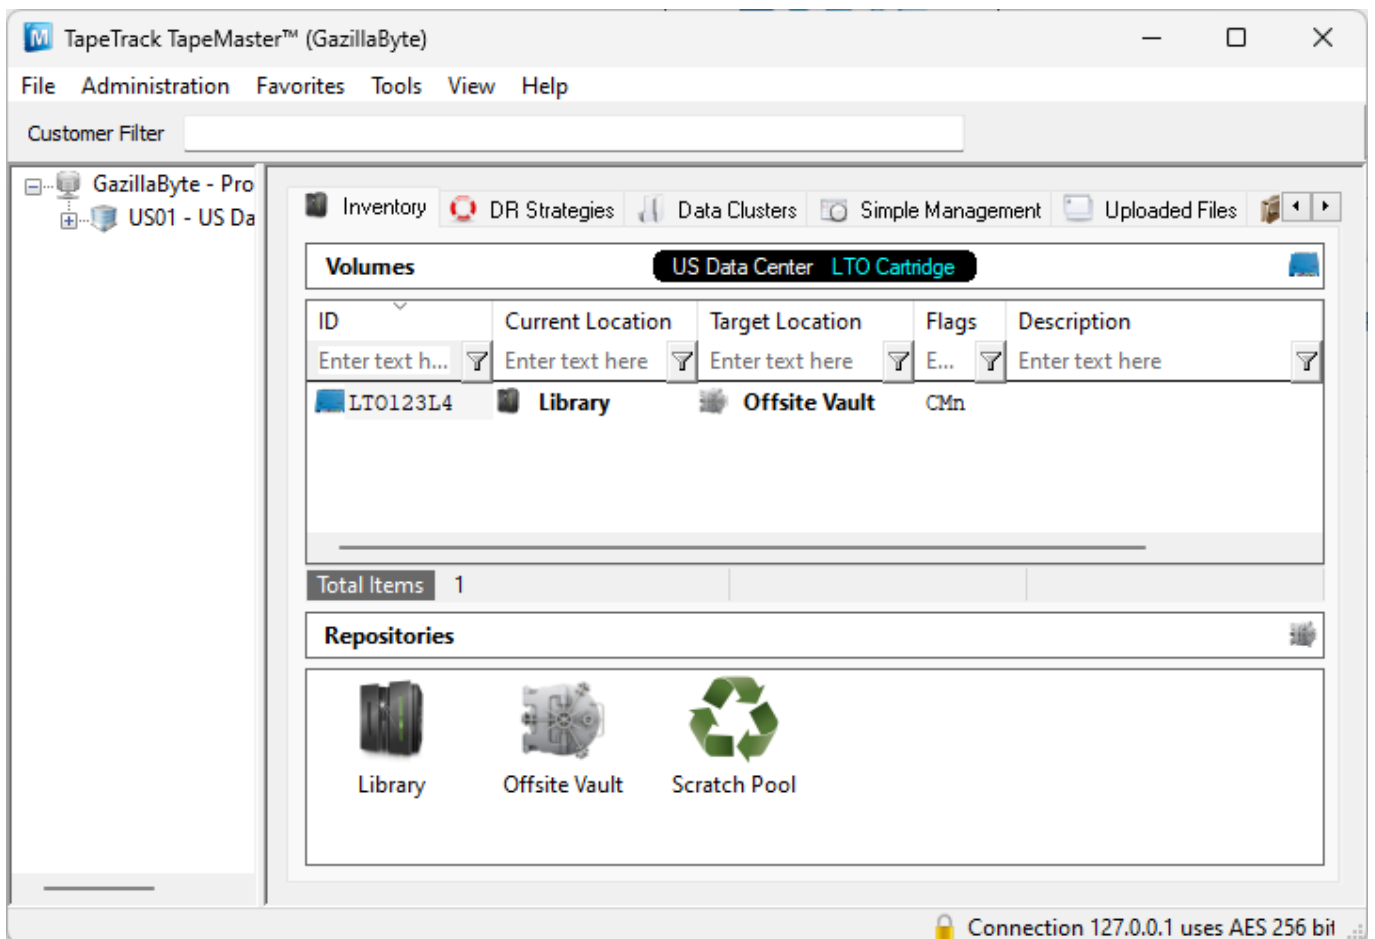 TapeTrack TapeMaster™ (GazillaByte)
File Administration Favorites Tools View Help
Customer Filter
GazillaByte - Pro
US01 - US Da
Inventory DR Strategies Data Clusters Simple Management Uploaded Files
Volumes US Data Center LTO Cartridge
ID Current Location Target Location Flags Description
Enter text h... Enter text here Enter text here E... Enter text here
LTO123L4 Library Offsite Vault CMn
Total Items 1
Repositories
Library Offsite Vault Scratch Pool
Connection 127.0.0.1 uses AES 256 bit